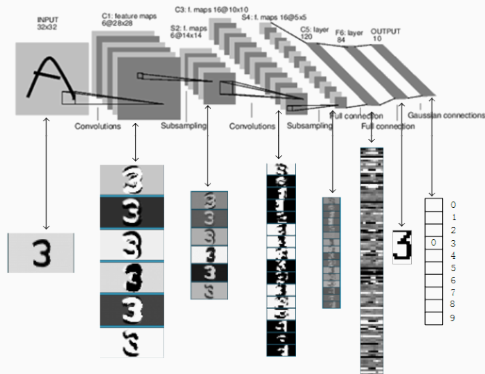 INPUT
32x32
C1: feature maps
6@28x28
C3: f. maps 16@10x10
S2: f. maps
6@14x14
S4: f. maps 16@5x5
C5: layer
120
F6: layer
84
OUTPUT
10
A
Convolutions
Subsampling
Convolutions
Subsampling
Full connection
Full connection
Gaussian connections
3
3
0
1
2
0
3
4
5
6
7
8
9